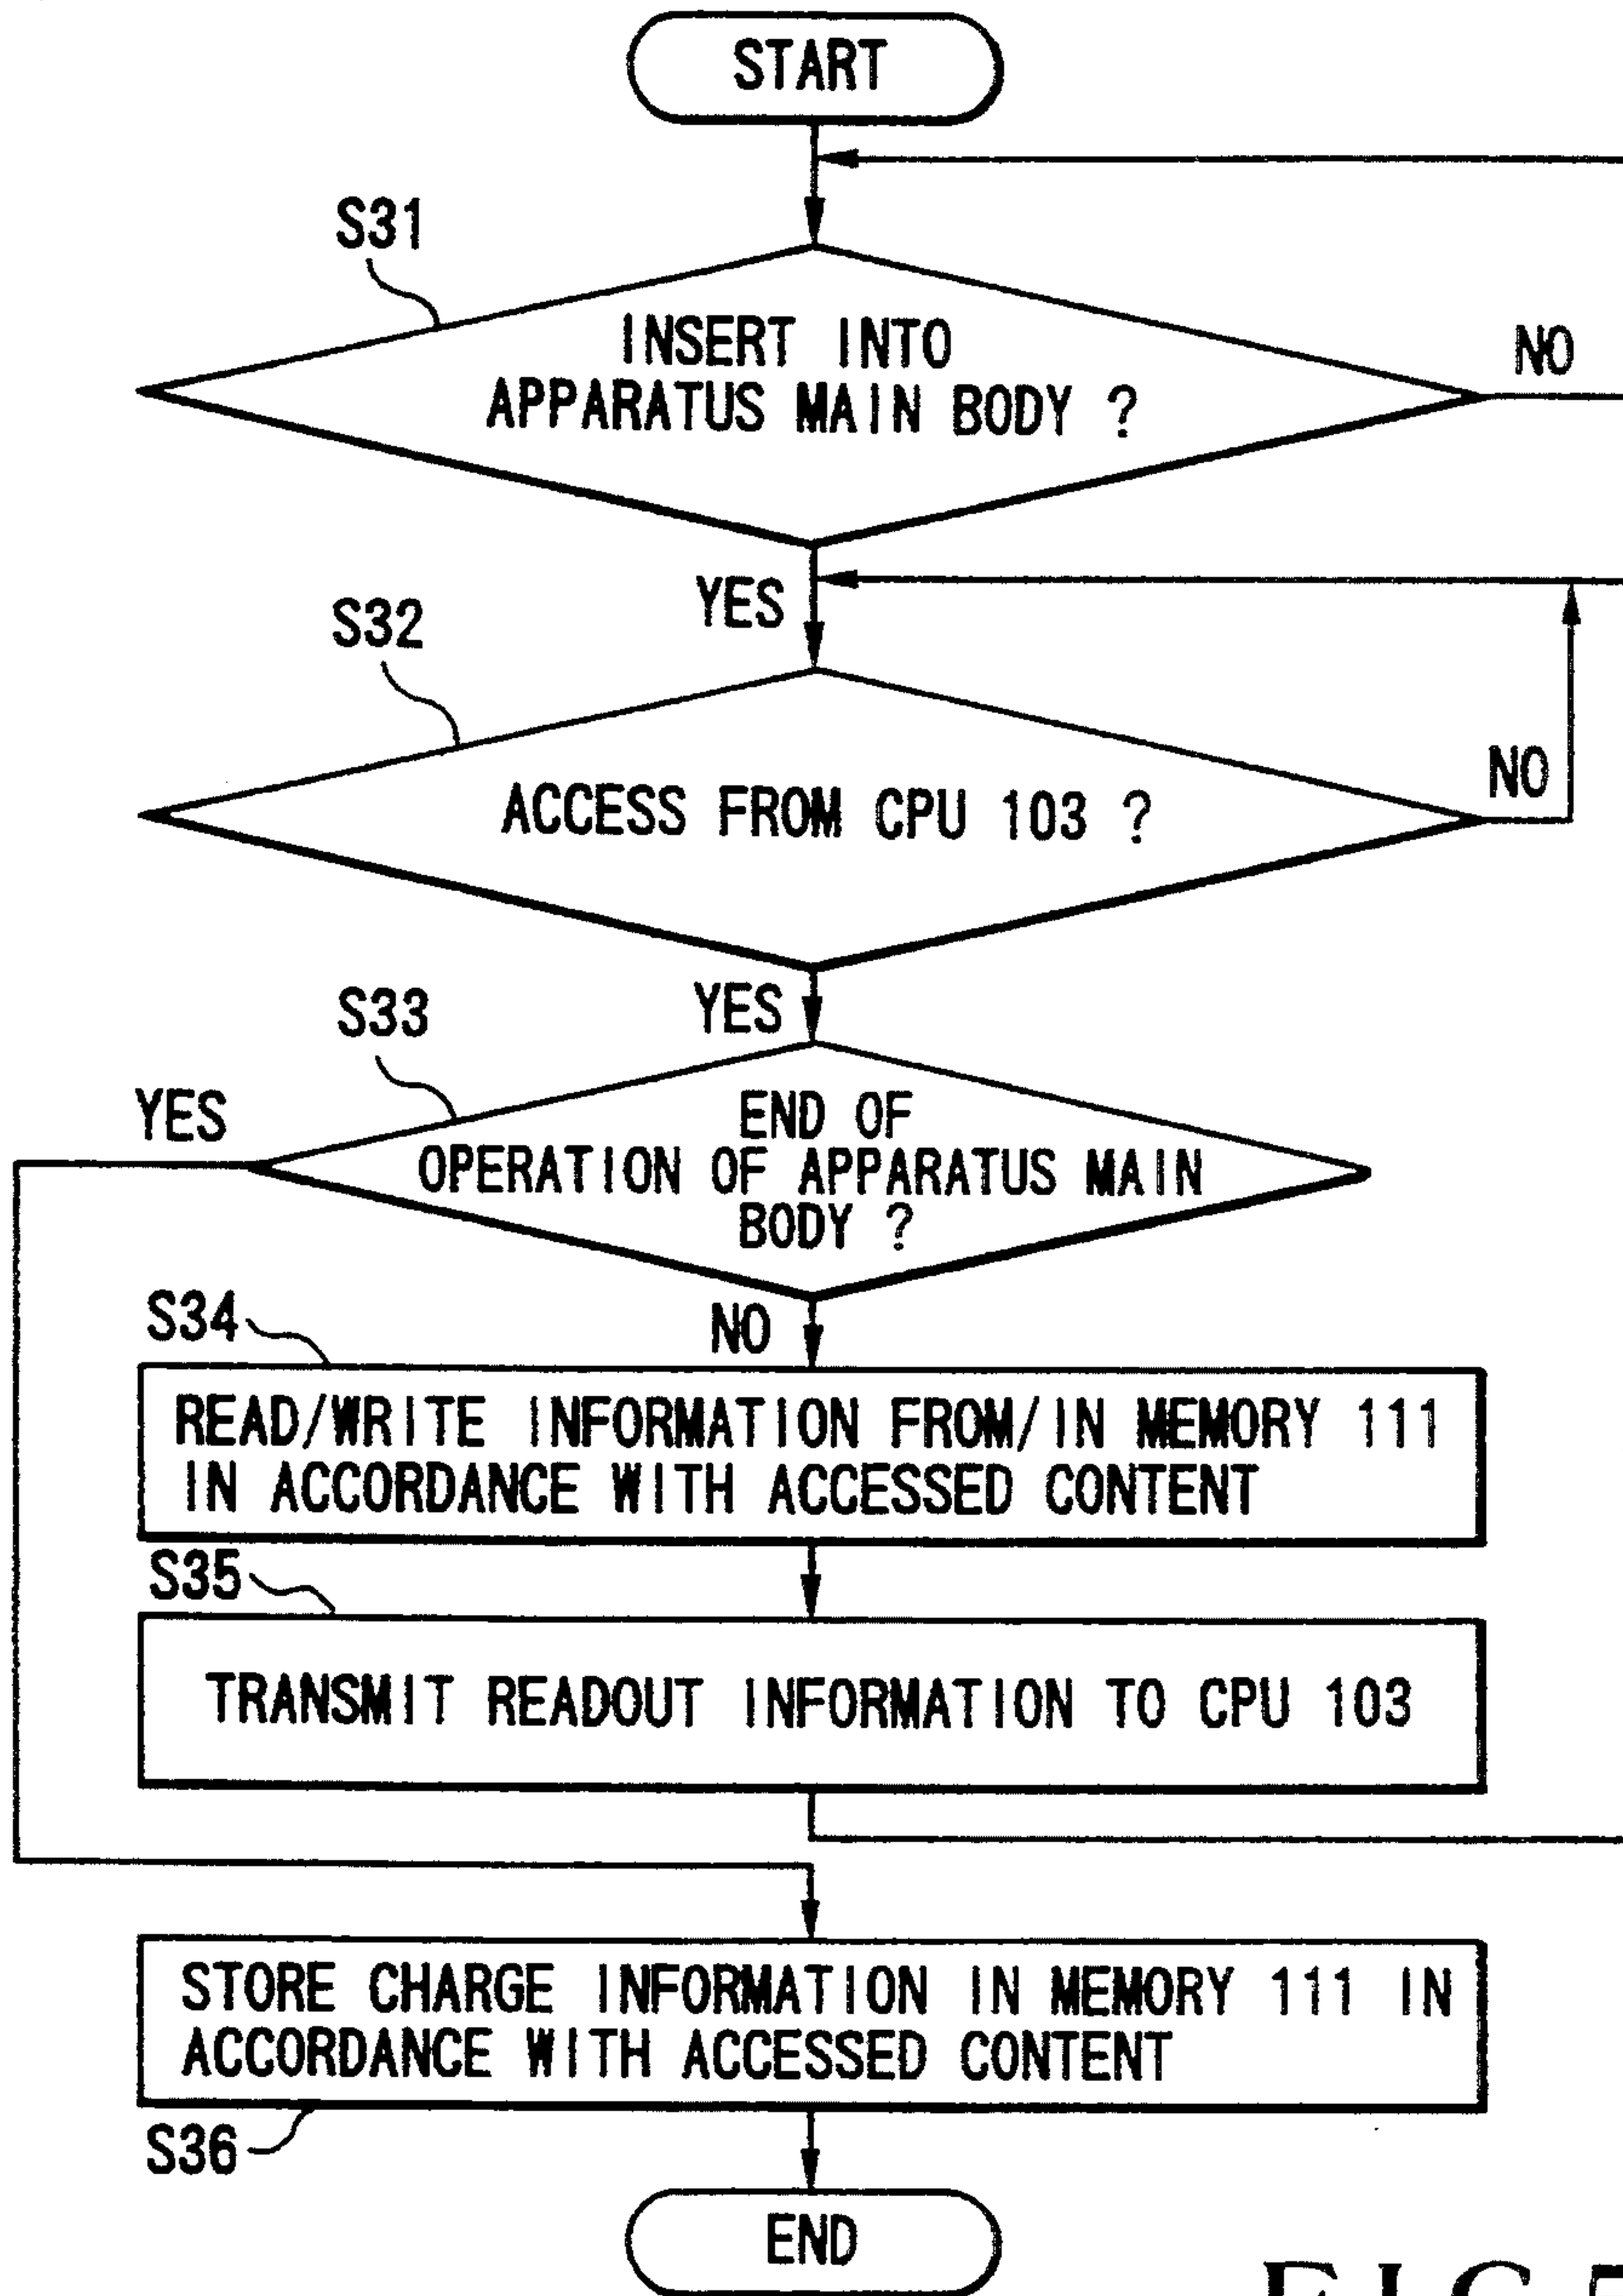 START
S31
INSERT INTO
APPARATUS MAIN BODY ?
NO
YES
S32
ACCESS FROM CPU 103 ?
NO
YES
S33
YES
END OF
OPERATION OF APPARATUS MAIN
BODY ?
NO
S34
READ/WRITE INFORMATION FROM/IN MEMORY 111
IN ACCORDANCE WITH ACCESSED CONTENT
S35
TRANSMIT READOUT INFORMATION TO CPU 103
STORE CHARGE INFORMATION IN MEMORY 111 IN
ACCORDANCE WITH ACCESSED CONTENT
S36
END